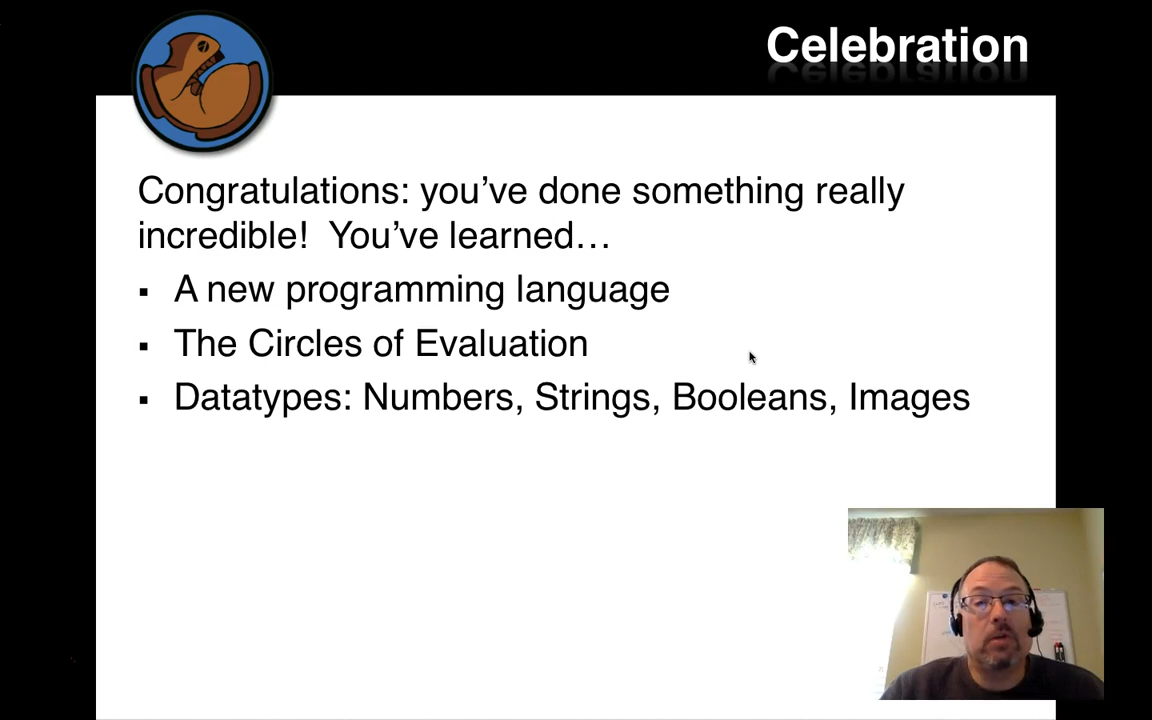 Celebration
Congratulations: you’ve done something really
incredible!  You’ve learned…
▪ A new programming language
▪ The Circles of Evaluation
▪ Datatypes: Numbers, Strings, Booleans, Images